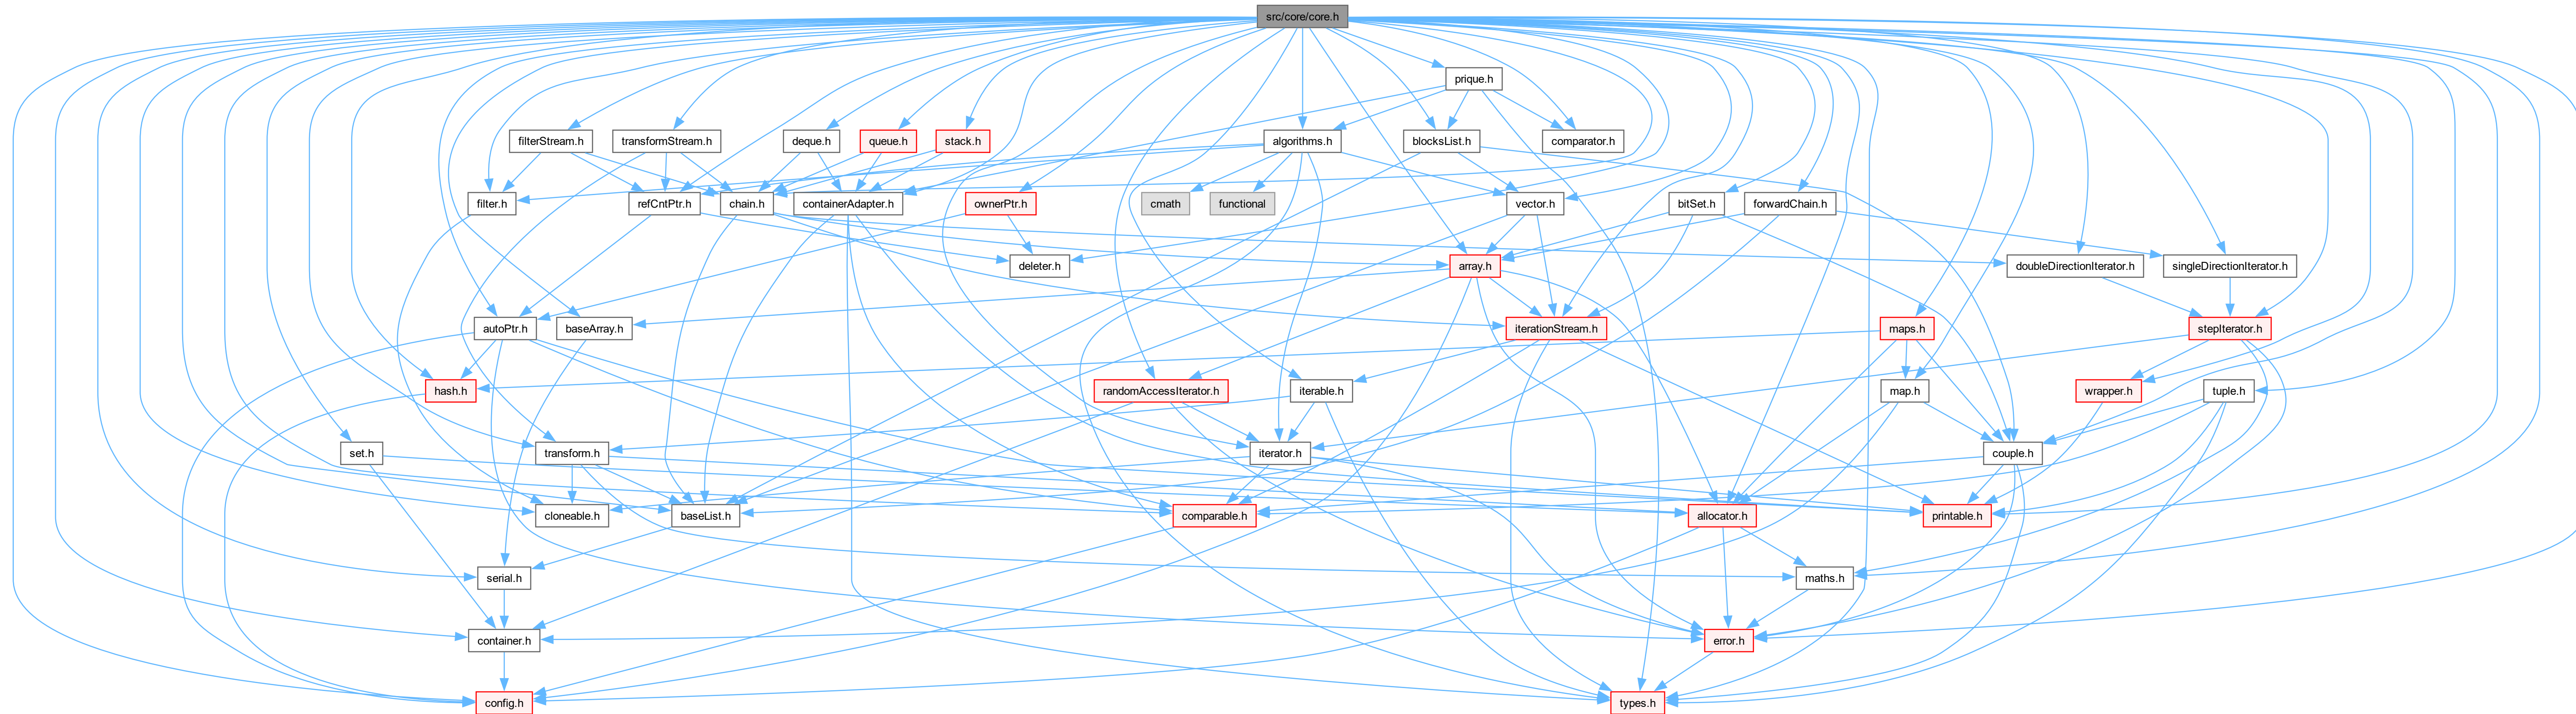 src/core/core.h
prique.h
filterStream.h
transformStream.h
deque.h
queue.h
stack.h
algorithms.h
blocksList.h
comparator.h
filter.h
refCntPtr.h
chain.h
containerAdapter.h
ownerPtr.h
cmath
functional
vector.h
bitSet.h
forwardChain.h
deleter.h
array.h
doubleDirectionIterator.h
singleDirectionIterator.h
autoPtr.h
baseArray.h
iterationStream.h
maps.h
stepIterator.h
hash.h
randomAccessIterator.h
iterable.h
map.h
wrapper.h
tuple.h
set.h
transform.h
iterator.h
couple.h
cloneable.h
baseList.h
comparable.h
allocator.h
printable.h
serial.h
maths.h
container.h
error.h
config.h
types.h